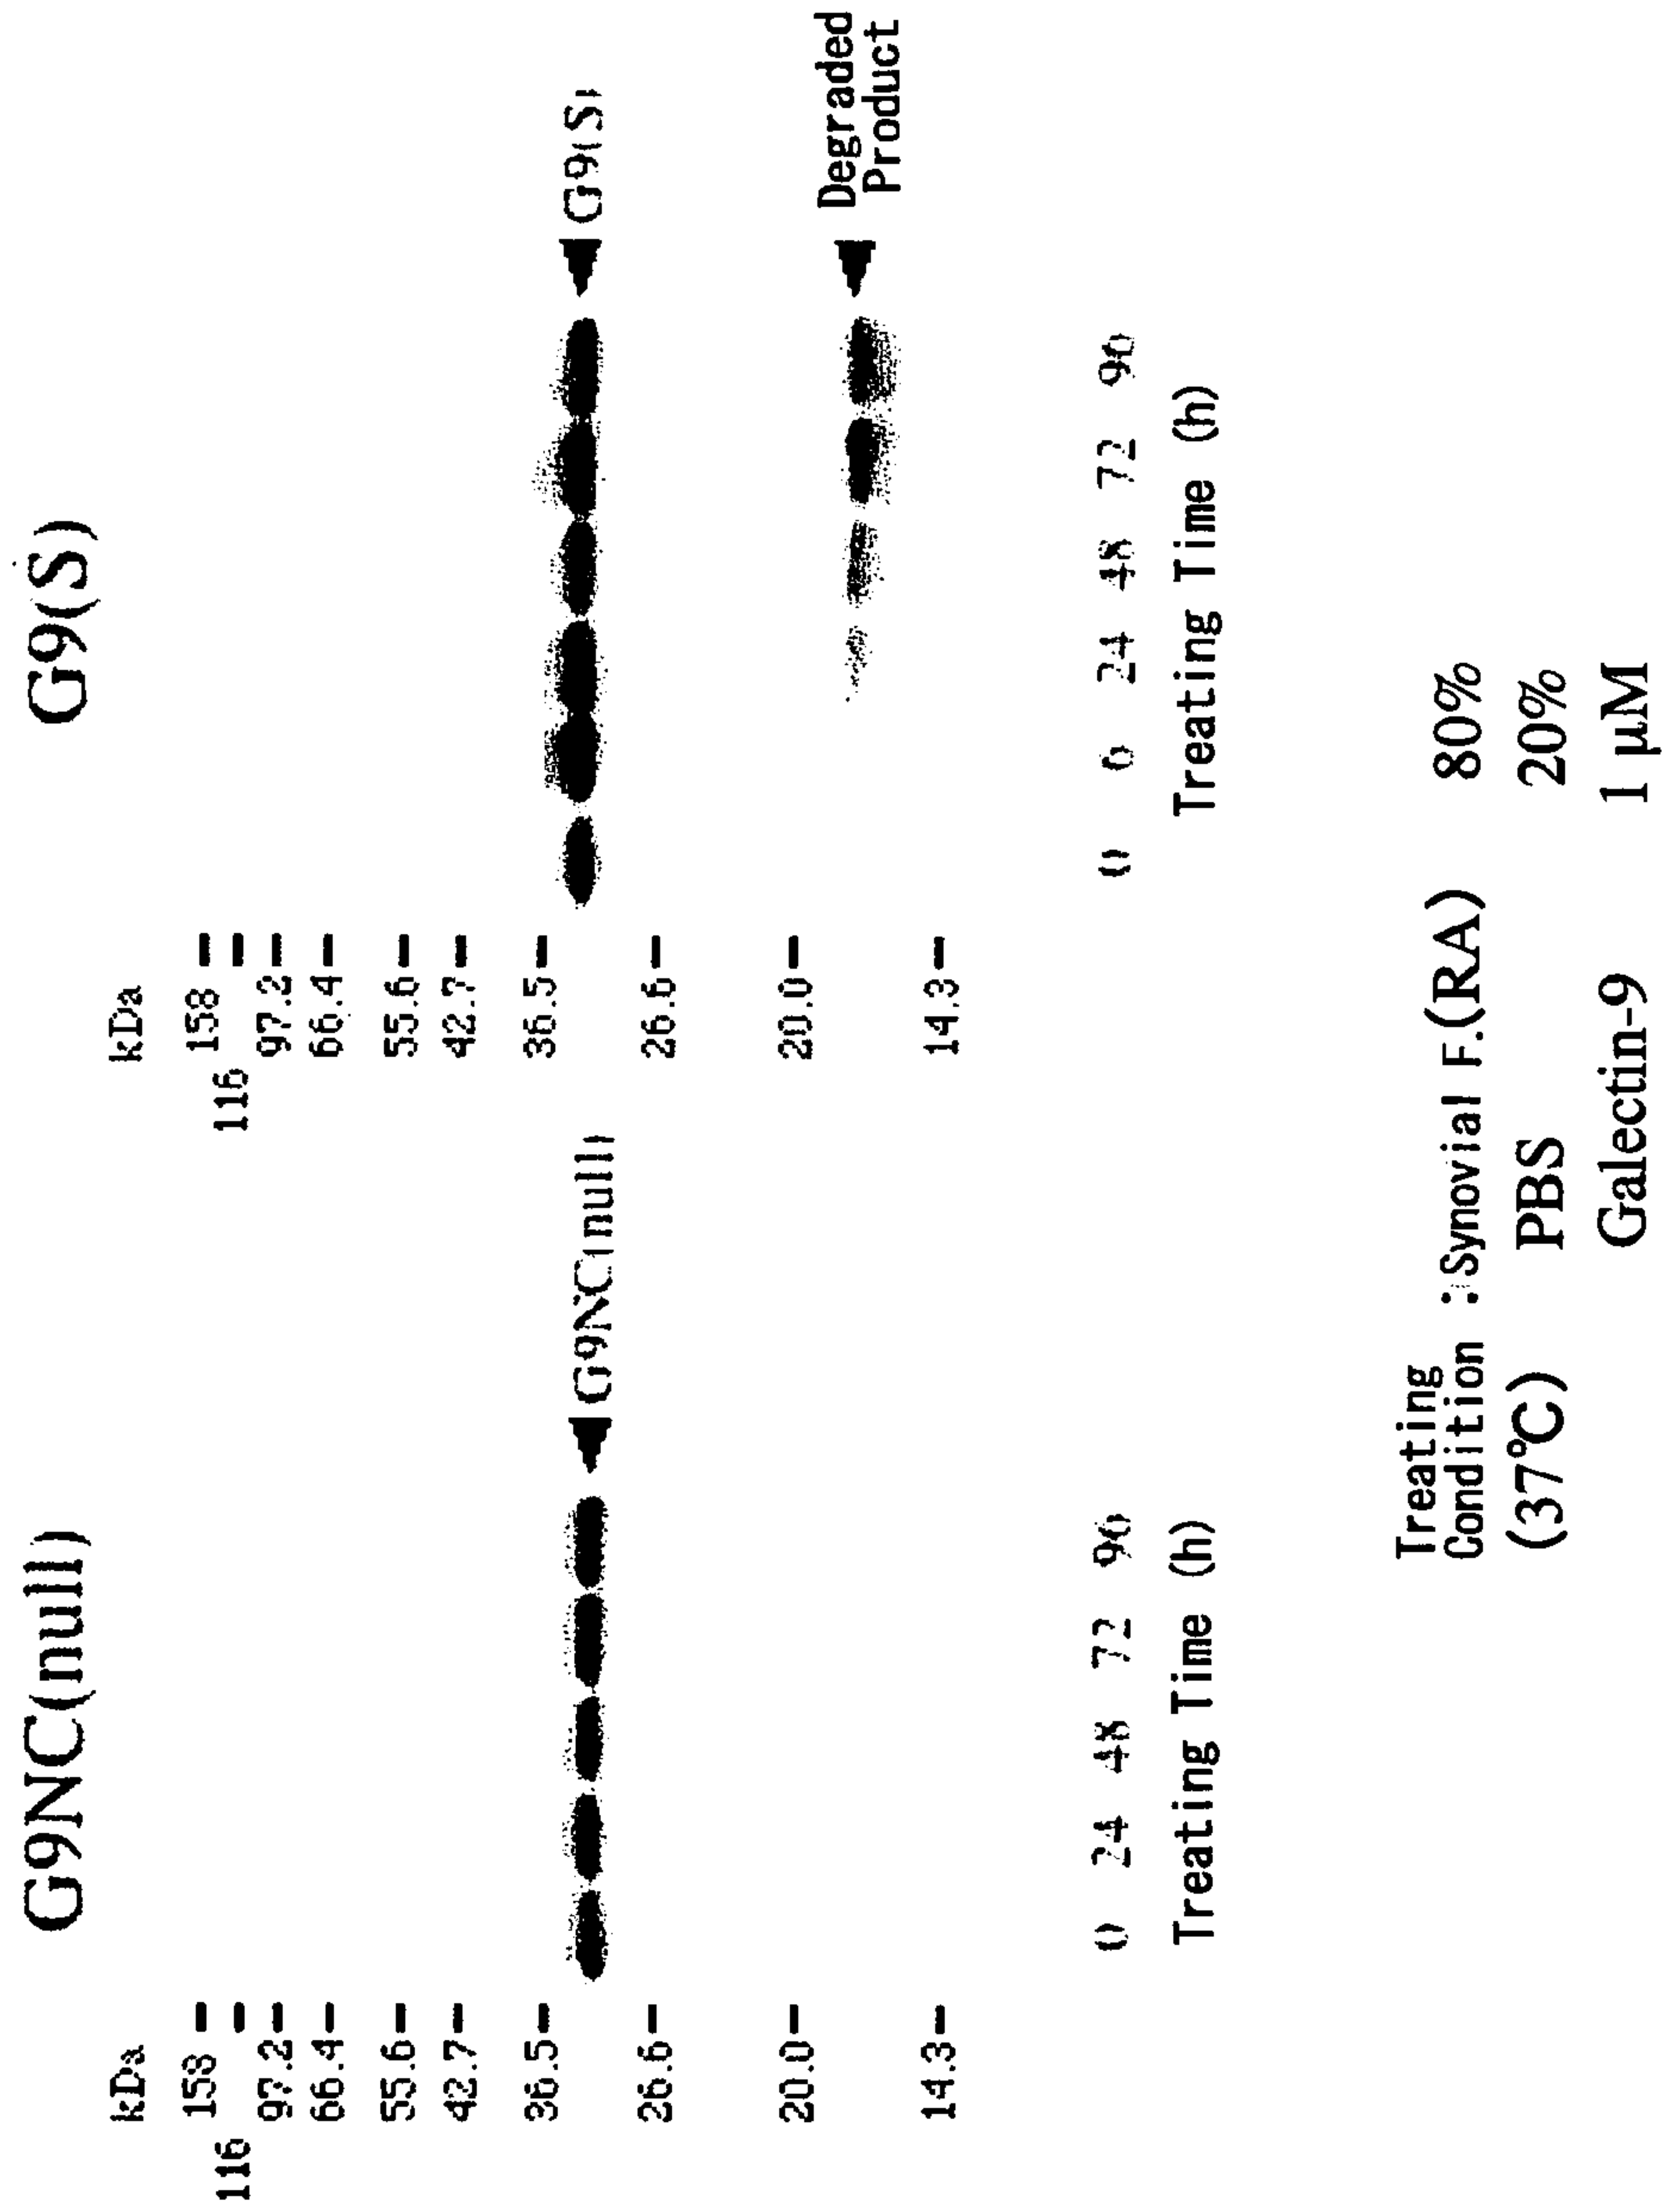 G9NC(null)
kDa
158
116
97.2
66.4
55.6
42.7
36.5
26.6
20.0
14.3
G9NC(null)
0 24 48 72 96
Treating Time (h)
G9(S)
kDa
158
116
97.2
66.4
55.6
42.7
36.5
26.6
20.0
14.3
G9(S)
Degraded
Product
0 6 24 48 72 96
Treating Time (h)
Treating
Condition : Synovial F.(RA) 80%
(37℃) PBS 20%
Galectin-9 1 μM